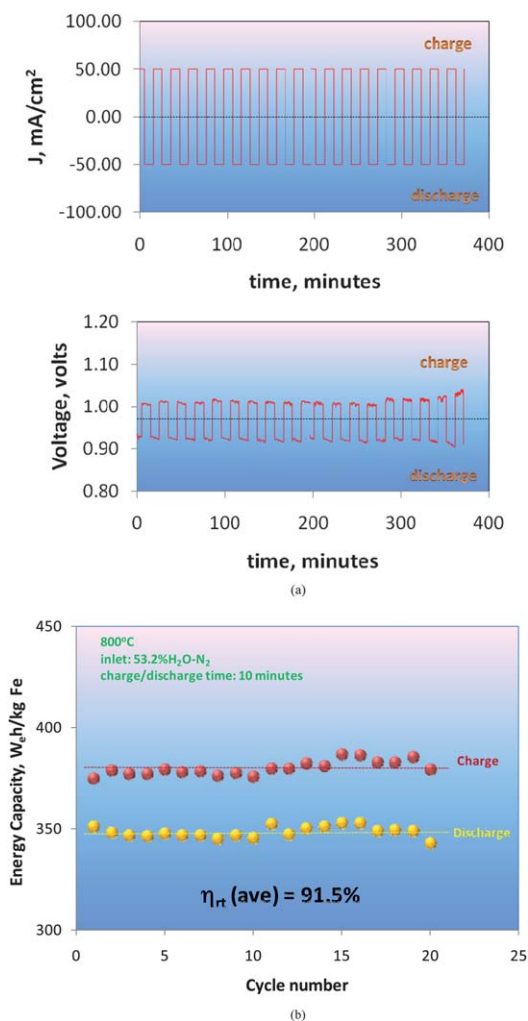 100.00
50.00
0.00
-50.00
-100.00
J, mA/cm²
charge
discharge
0 100 200 300 400
time, minutes
1.20
1.10
1.00
0.90
0.80
Voltage, volts
charge
discharge
0 100 200 300 400
time, minutes
(a)
450
400
350
300
Energy Capacity, Wₑh/kg Fe
800°C
inlet: 53.2%H₂O-N₂
charge/discharge time: 10 minutes
Charge
Discharge
ηrt (ave) = 91.5%
0 5 10 15 20 25
Cycle number
(b)